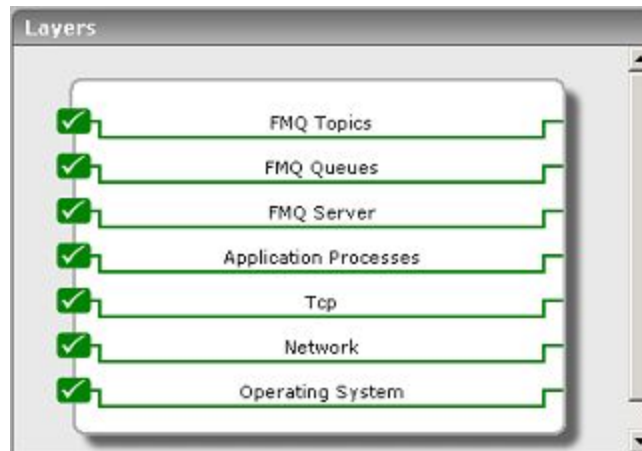 Layers
FMQ Topics
FMQ Queues
FMQ Server
Application Processes
Tcp
Network
Operating System